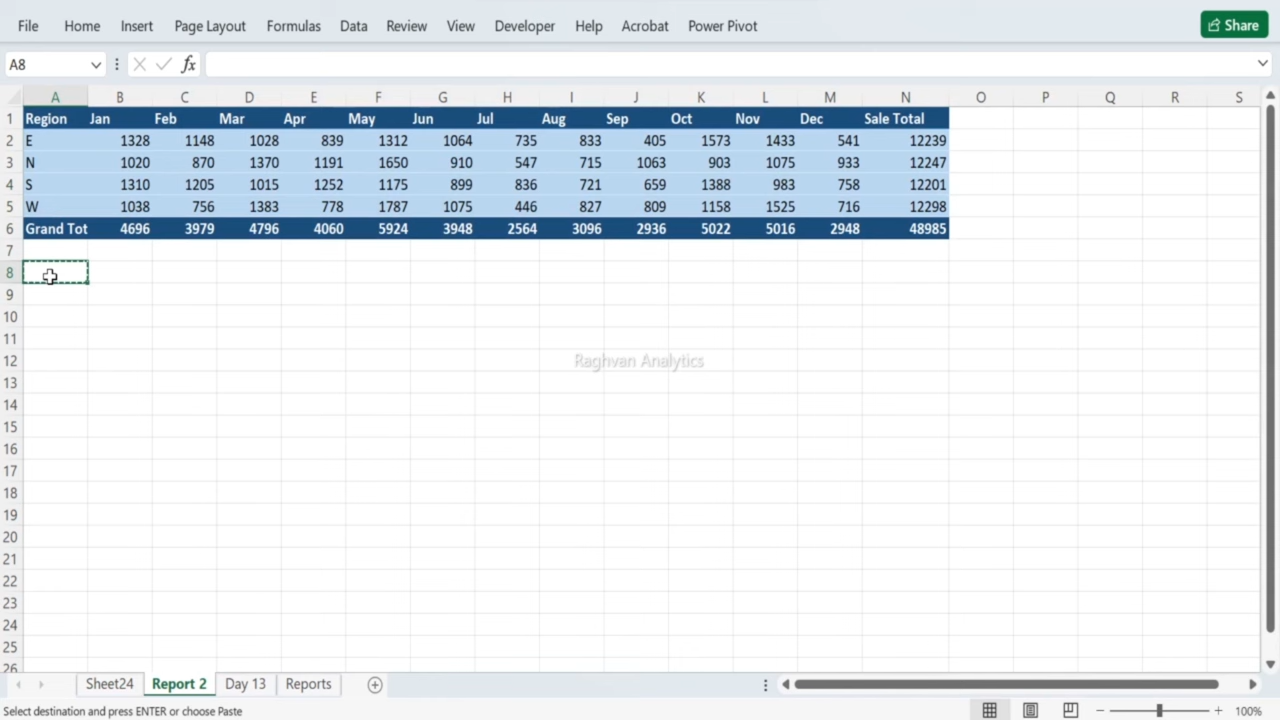 File Home Insert Page Layout Formulas Data Review View Developer Help Acrobat Power Pivot Share
A8 fx
A B C D E F G H I J K L M N O P Q R S
1 Region Jan Feb Mar Apr May Jun Jul Aug Sep Oct Nov Dec Sale Total
2 E 1328 1148 1028 839 1312 1064 735 833 405 1573 1433 541 12239
3 N 1020 870 1370 1191 1650 910 547 715 1063 903 1075 933 12247
4 S 1310 1205 1015 1252 1175 899 836 721 659 1388 983 758 12201
5 W 1038 756 1383 778 1787 1075 446 827 809 1158 1525 716 12298
6 Grand Tot 4696 3979 4796 4060 5924 3948 2564 3096 2936 5022 5016 2948 48985
7
8
9
10
11
12 Raghvan Analytics
13
14
15
16
17
18
19
20
21
22
23
24
25
26
Sheet24 Report 2 Day 13 Reports
Select destination and press ENTER or choose Paste 100%